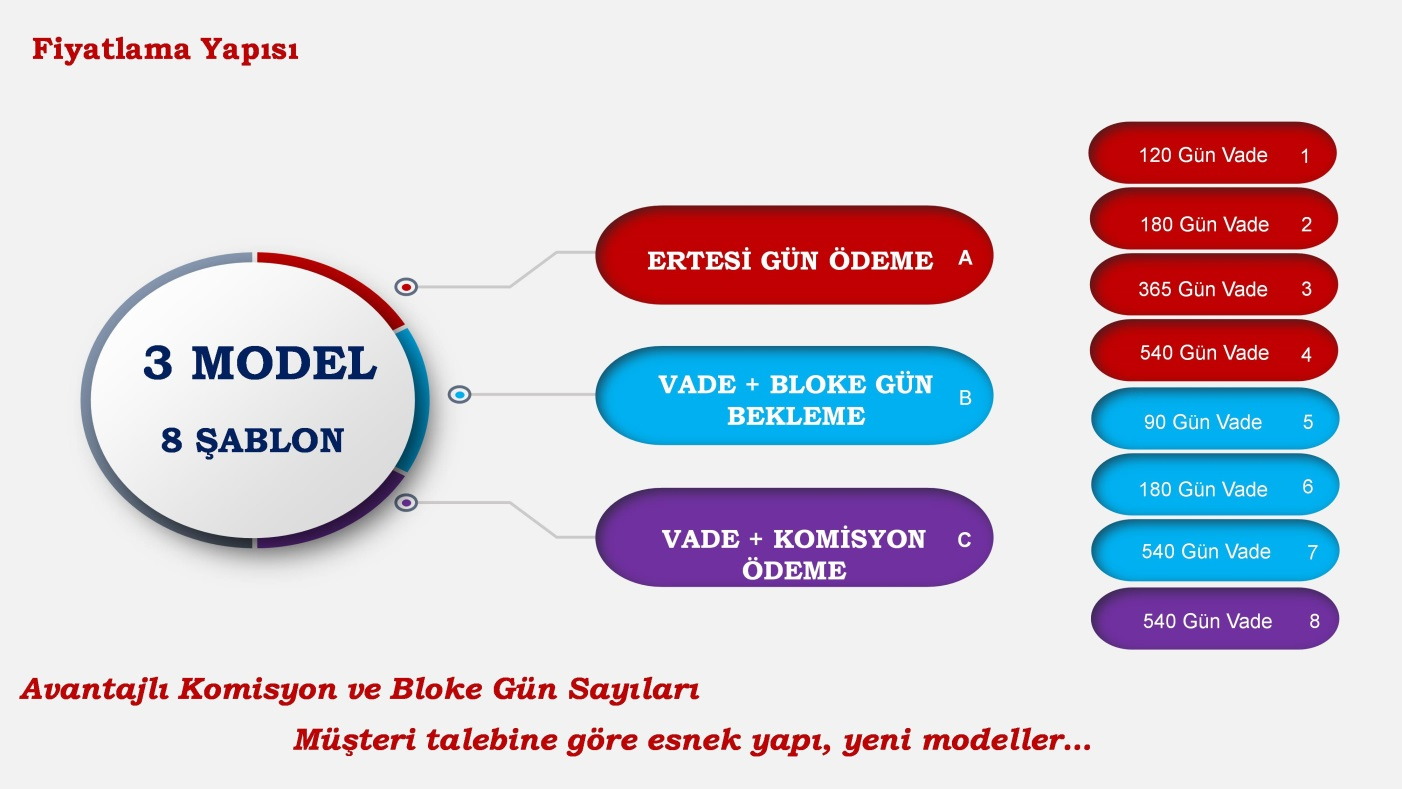 Fiyatlama Yapısı
3 MODEL
8 ŞABLON
ERTESİ GÜN ÖDEME A
VADE + BLOKE GÜN
BEKLEME
B
VADE + KOMİSYON
ÖDEME
C
120 Gün Vade 1
180 Gün Vade 2
365 Gün Vade 3
540 Gün Vade 4
90 Gün Vade 5
180 Gün Vade 6
540 Gün Vade 7
540 Gün Vade 8
Avantajlı Komisyon ve Bloke Gün Sayıları
Müşteri talebine göre esnek yapı, yeni modeller...